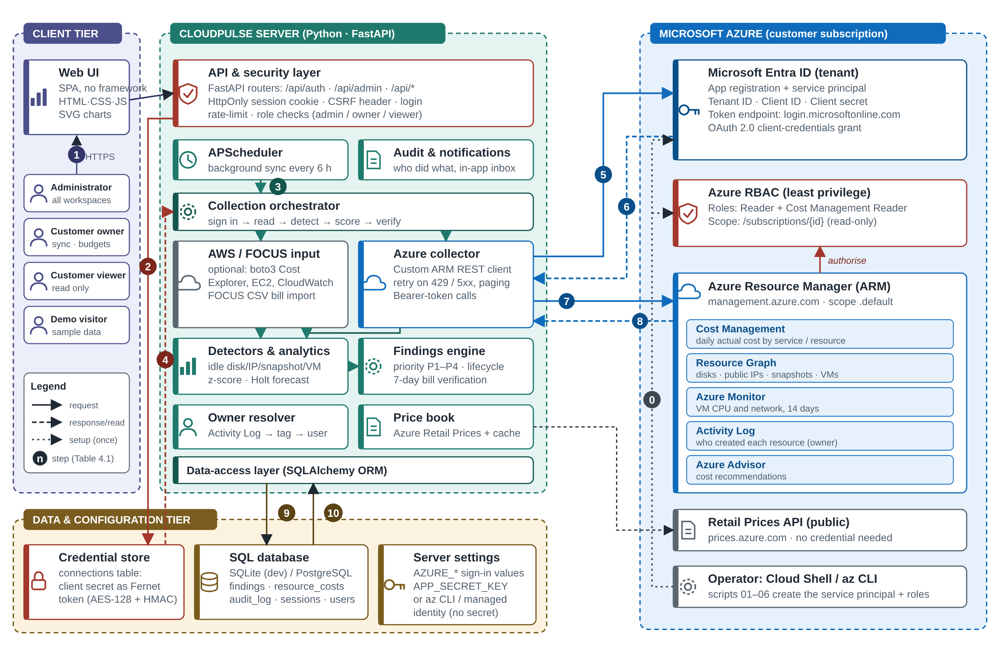 CLIENT TIER
Web UI
SPA, no framework
HTML·CSS·JS
SVG charts
1
HTTPS
Administrator
all workspaces
Customer owner
sync · budgets
Customer viewer
read only
Demo visitor
sample data
Legend
request
response/read
setup (once)
n
step (Table 4.1)
2
4
CLOUDPULSE SERVER (Python · FastAPI)
API & security layer
FastAPI routers: /api/auth · /api/admin · /api/*
HttpOnly session cookie · CSRF header · login
rate-limit · role checks (admin / owner / viewer)
APScheduler
background sync every 6 h
Audit & notifications
who did what, in-app inbox
3
Collection orchestrator
sign in → read → detect → score → verify
AWS / FOCUS input
optional: boto3 Cost
Explorer, EC2, CloudWatch
FOCUS CSV bill import
Azure collector
Custom ARM REST client
retry on 429 / 5xx, paging
Bearer-token calls
Detectors & analytics
idle disk/IP/snapshot/VM
z-score · Holt forecast
Findings engine
priority P1–P4 · lifecycle
7-day bill verification
Owner resolver
Activity Log → tag → user
Price book
Azure Retail Prices + cache
Data-access layer (SQLAlchemy ORM)
9
10
DATA & CONFIGURATION TIER
Credential store
connections table:
client secret as Fernet
token (AES-128 + HMAC)
SQL database
SQLite (dev) / PostgreSQL
findings · resource_costs
audit_log · sessions · users
Server settings
AZURE_* sign-in values
APP_SECRET_KEY
or az CLI / managed
identity (no secret)
5
6
7
8
0
MICROSOFT AZURE (customer subscription)
Microsoft Entra ID (tenant)
App registration + service principal
Tenant ID · Client ID · Client secret
Token endpoint: login.microsoftonline.com
OAuth 2.0 client-credentials grant
Azure RBAC (least privilege)
Roles: Reader + Cost Management Reader
Scope: /subscriptions/{id} (read-only)
authorise
Azure Resource Manager (ARM)
management.azure.com · scope .default
Cost Management
daily actual cost by service / resource
Resource Graph
disks · public IPs · snapshots · VMs
Azure Monitor
VM CPU and network, 14 days
Activity Log
who created each resource (owner)
Azure Advisor
cost recommendations
Retail Prices API (public)
prices.azure.com · no credential needed
Operator: Cloud Shell / az CLI
scripts 01–06 create the service principal + roles